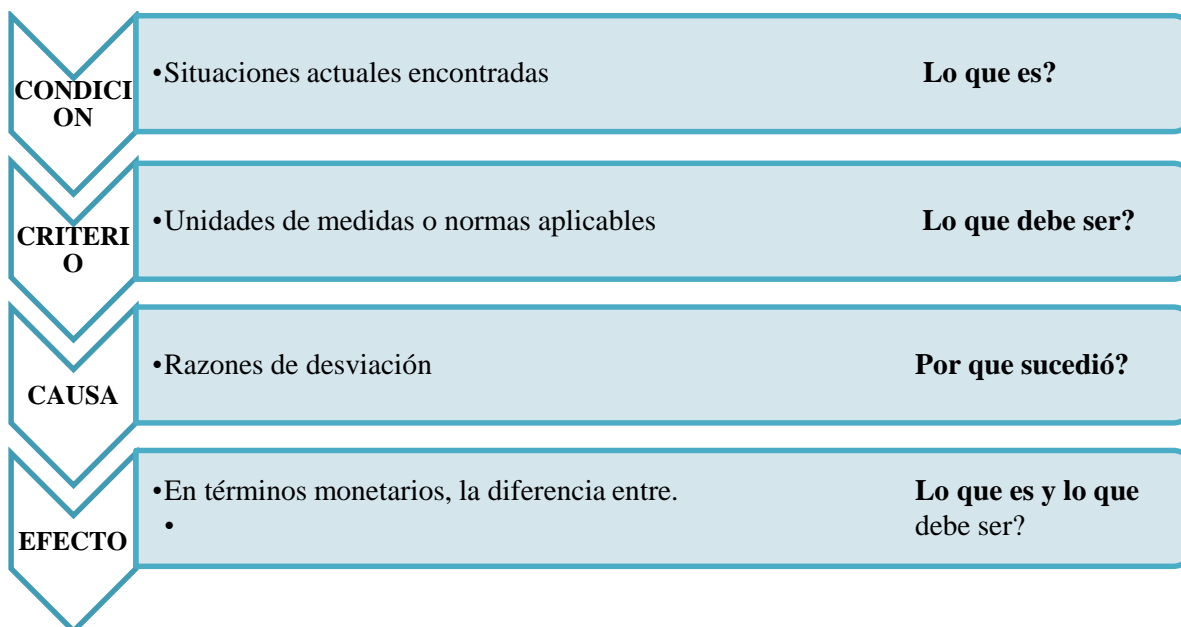 CONDICI
ON
•Situaciones actuales encontradas Lo que es?
CRITERI
O
•Unidades de medidas o normas aplicables Lo que debe ser?
CAUSA
•Razones de desviación Por que sucedió?
EFECTO
•En términos monetarios, la diferencia entre. Lo que es y lo que
• debe ser?